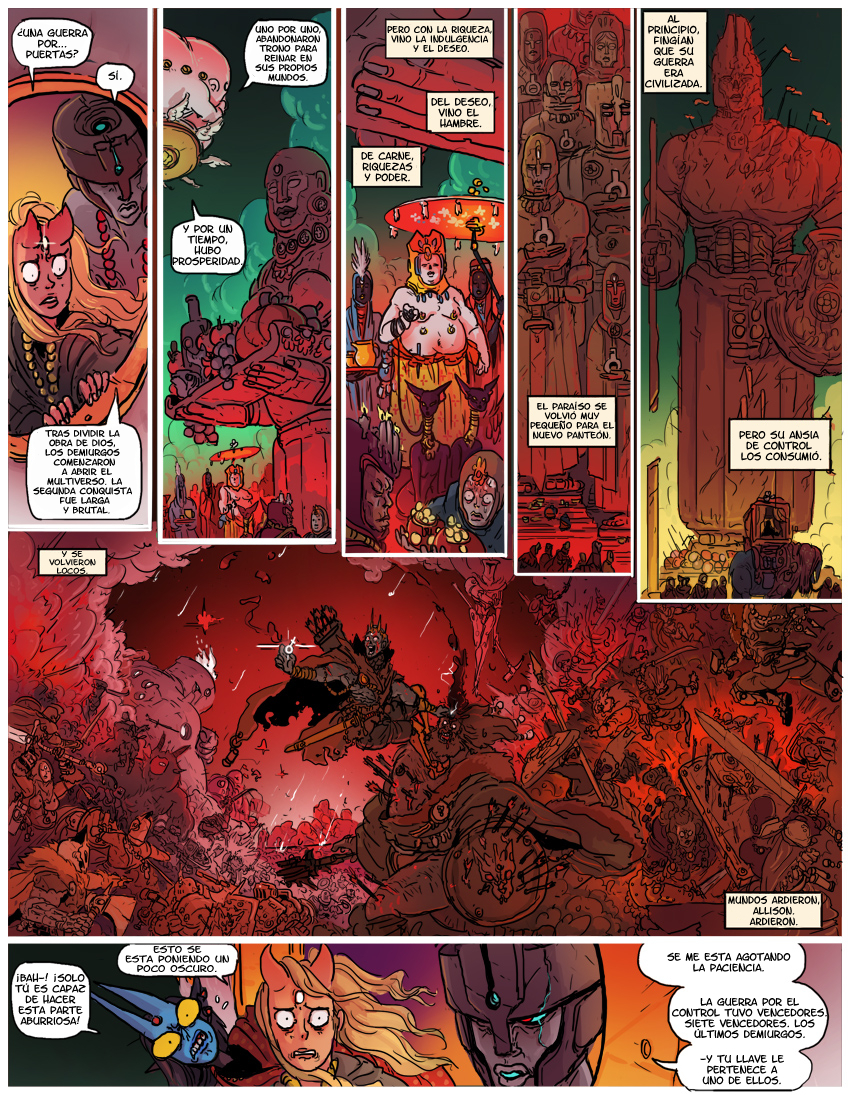 ¿UNA GUERRA
POR...
PUERTAS?
SÍ.
TRAS DIVIDIR LA
OBRA DE DIOS,
LOS DEMIURGOS
COMENZARON
A ABRIR EL
MULTIVERSO. LA
SEGUNDA CONQUISTA
FUE LARGA
Y BRUTAL.
UNO POR UNO,
ABANDONARON
TRONO PARA
REINAR EN
SUS PROPIOS
MUNDOS.
Y POR UN
TIEMPO,
HUBO
PROSPERIDAD.
PERO CON LA RIQUEZA,
VINO LA INDULGENCIA
Y EL DESEO.
DEL DESEO,
VINO EL
HAMBRE.
DE CARNE,
RIQUEZAS
Y PODER.
EL PARAÍSO SE
VOLVIÓ MUY
PEQUEÑO PARA EL
NUEVO PANTEÓN.
AL
PRINCIPIO,
FINGÍAN
QUE SU
GUERRA
ERA
CIVILIZADA.
PERO SU ANSIA
DE CONTROL
LOS CONSUMIÓ.
Y SE
VOLVIERON
LOCOS.
MUNDOS ARDIERON,
ALLISON.
ARDIERON.
¡BAH-! ¡SOLO
TÚ ES CAPAZ
DE HACER
ESTA PARTE
ABURRIOSA!
ESTO SE
ESTA PONIENDO UN
POCO OSCURO.
SE ME ESTA AGOTANDO
LA PACIENCIA.
LA GUERRA POR EL
CONTROL TUVO VENCEDORES.
SIETE VENCEDORES. LOS
ÚLTIMOS DEMIURGOS.
-Y TU LLAVE LE
PERTENECE A
UNO DE ELLOS.